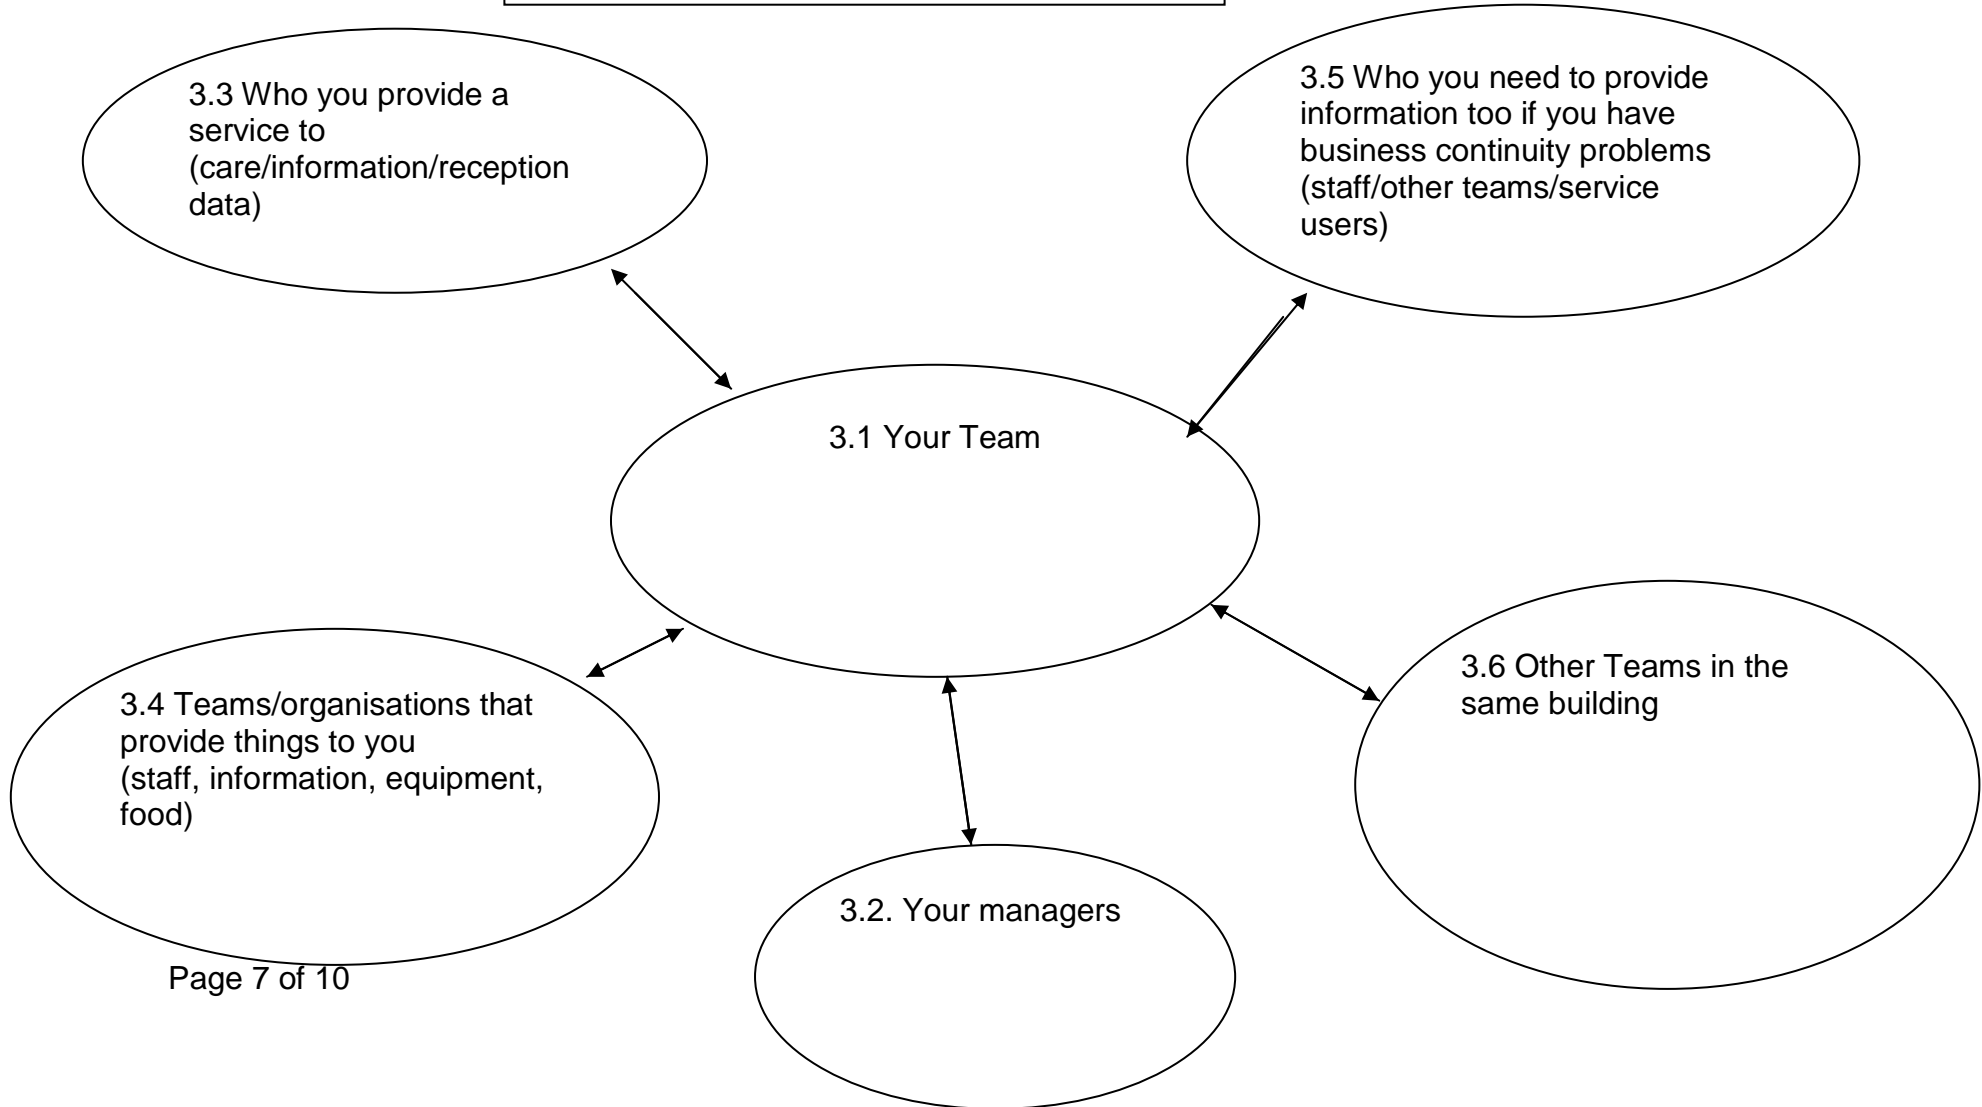 3.3 Who you provide a
service to
(care/information/reception
data)
3.5 Who you need to provide
information too if you have
business continuity problems
(staff/other teams/service
users)
3.1 Your Team
3.4 Teams/organisations that
provide things to you
(staff, information, equipment,
food)
3.6 Other Teams in the
same building
3.2. Your managers
Page 7 of 10